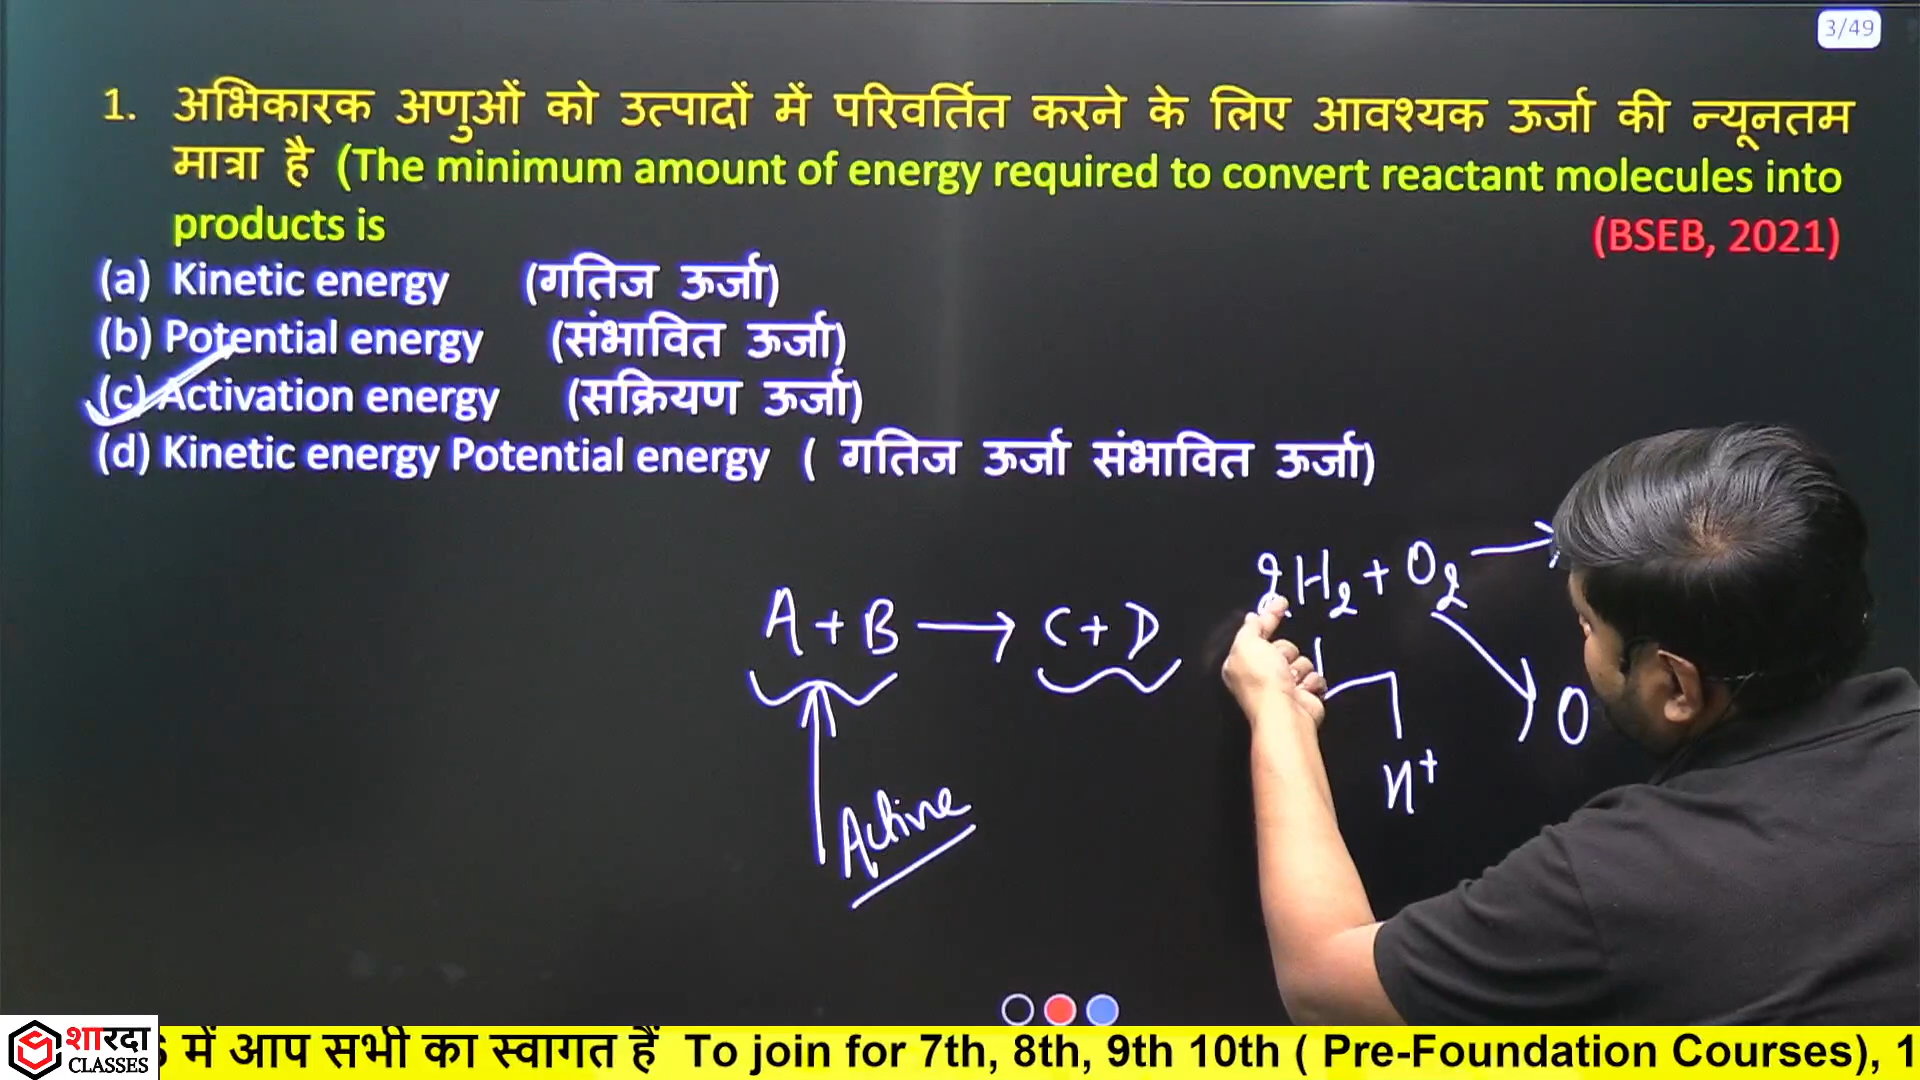 3/49
1. अभिकारक अणुओं को उत्पादों में परिवर्तित करने के लिए आवश्यक ऊर्जा की न्यूनतम
मात्रा है (The minimum amount of energy required to convert reactant molecules into
products is (BSEB, 2021)
(a) Kinetic energy (गतिज ऊर्जा)
(b) Potential energy (संभावित ऊर्जा)
(c) Activation energy (सक्रियण ऊर्जा)
(d) Kinetic energy Potential energy ( गतिज ऊर्जा संभावित ऊर्जा)
A + B → C + D
2H2 + O2 →
O
H+
Active
शारदा
CLASSES
में आप सभी का स्वागत हैं To join for 7th, 8th, 9th 10th ( Pre-Foundation Courses), 1